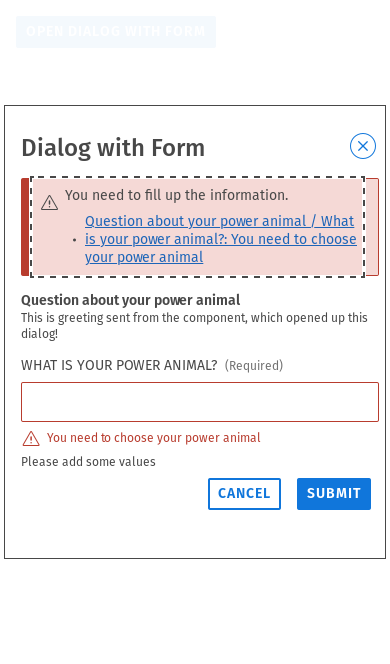 OPEN DIALOG WITH FORM
Dialog with Form
You need to fill up the information.
• Question about your power animal / What
is your power animal?: You need to choose
your power animal
Question about your power animal
This is greeting sent from the component, which opened up this
dialog!
WHAT IS YOUR POWER ANIMAL? (Required)
You need to choose your power animal
Please add some values
CANCEL SUBMIT